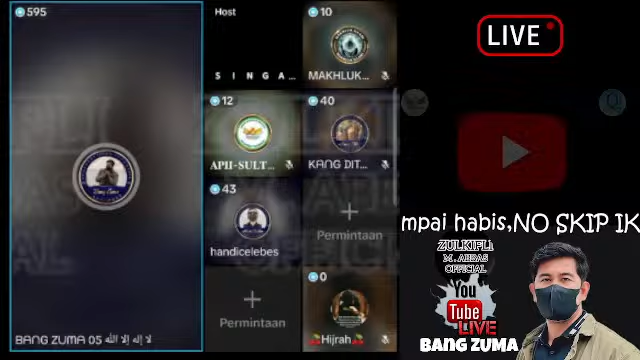 595
BANG ZUMA 05 لا إله إلا الله
Host
S I N G A...
10
MAKHLUK...
12
APII-SULT...
40
KANG DIT...
43
handicelebes
+
Permintaan
+
Permintaan
0
🍒Hijrah🍒
LIVE
mpai habis,NO SKIP IK
ZULKIFLI
M. ABBAS
OFFICIAL
You
Tube
LIVE
BANG ZUMA